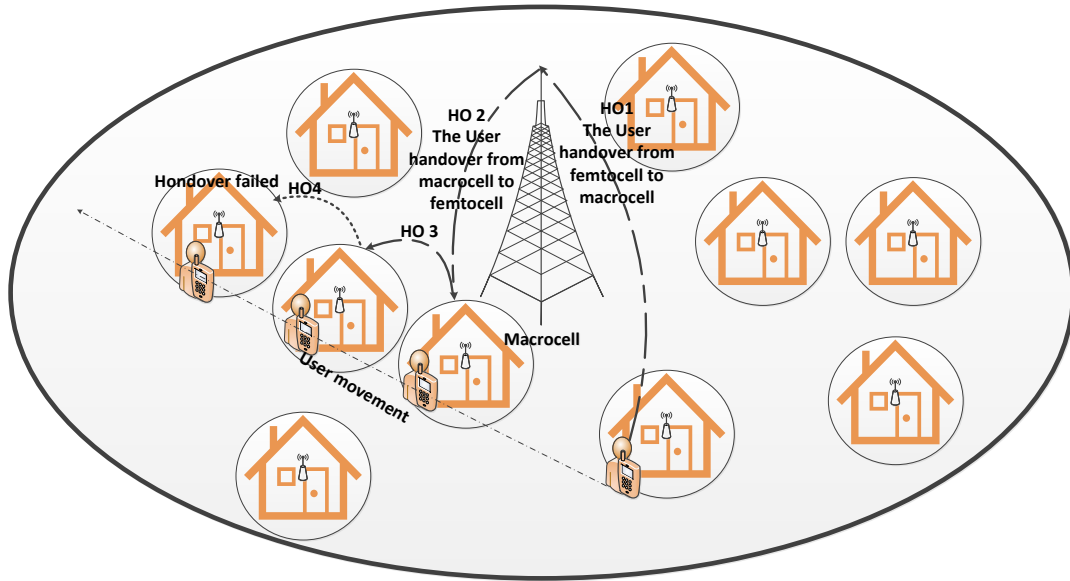 HO 2
The User
handover from
macrocell to
femtocell
HO1
The User
handover from
femtocell to
macrocell
Hondover failed
HO4
HO 3
Macrocell
User movement